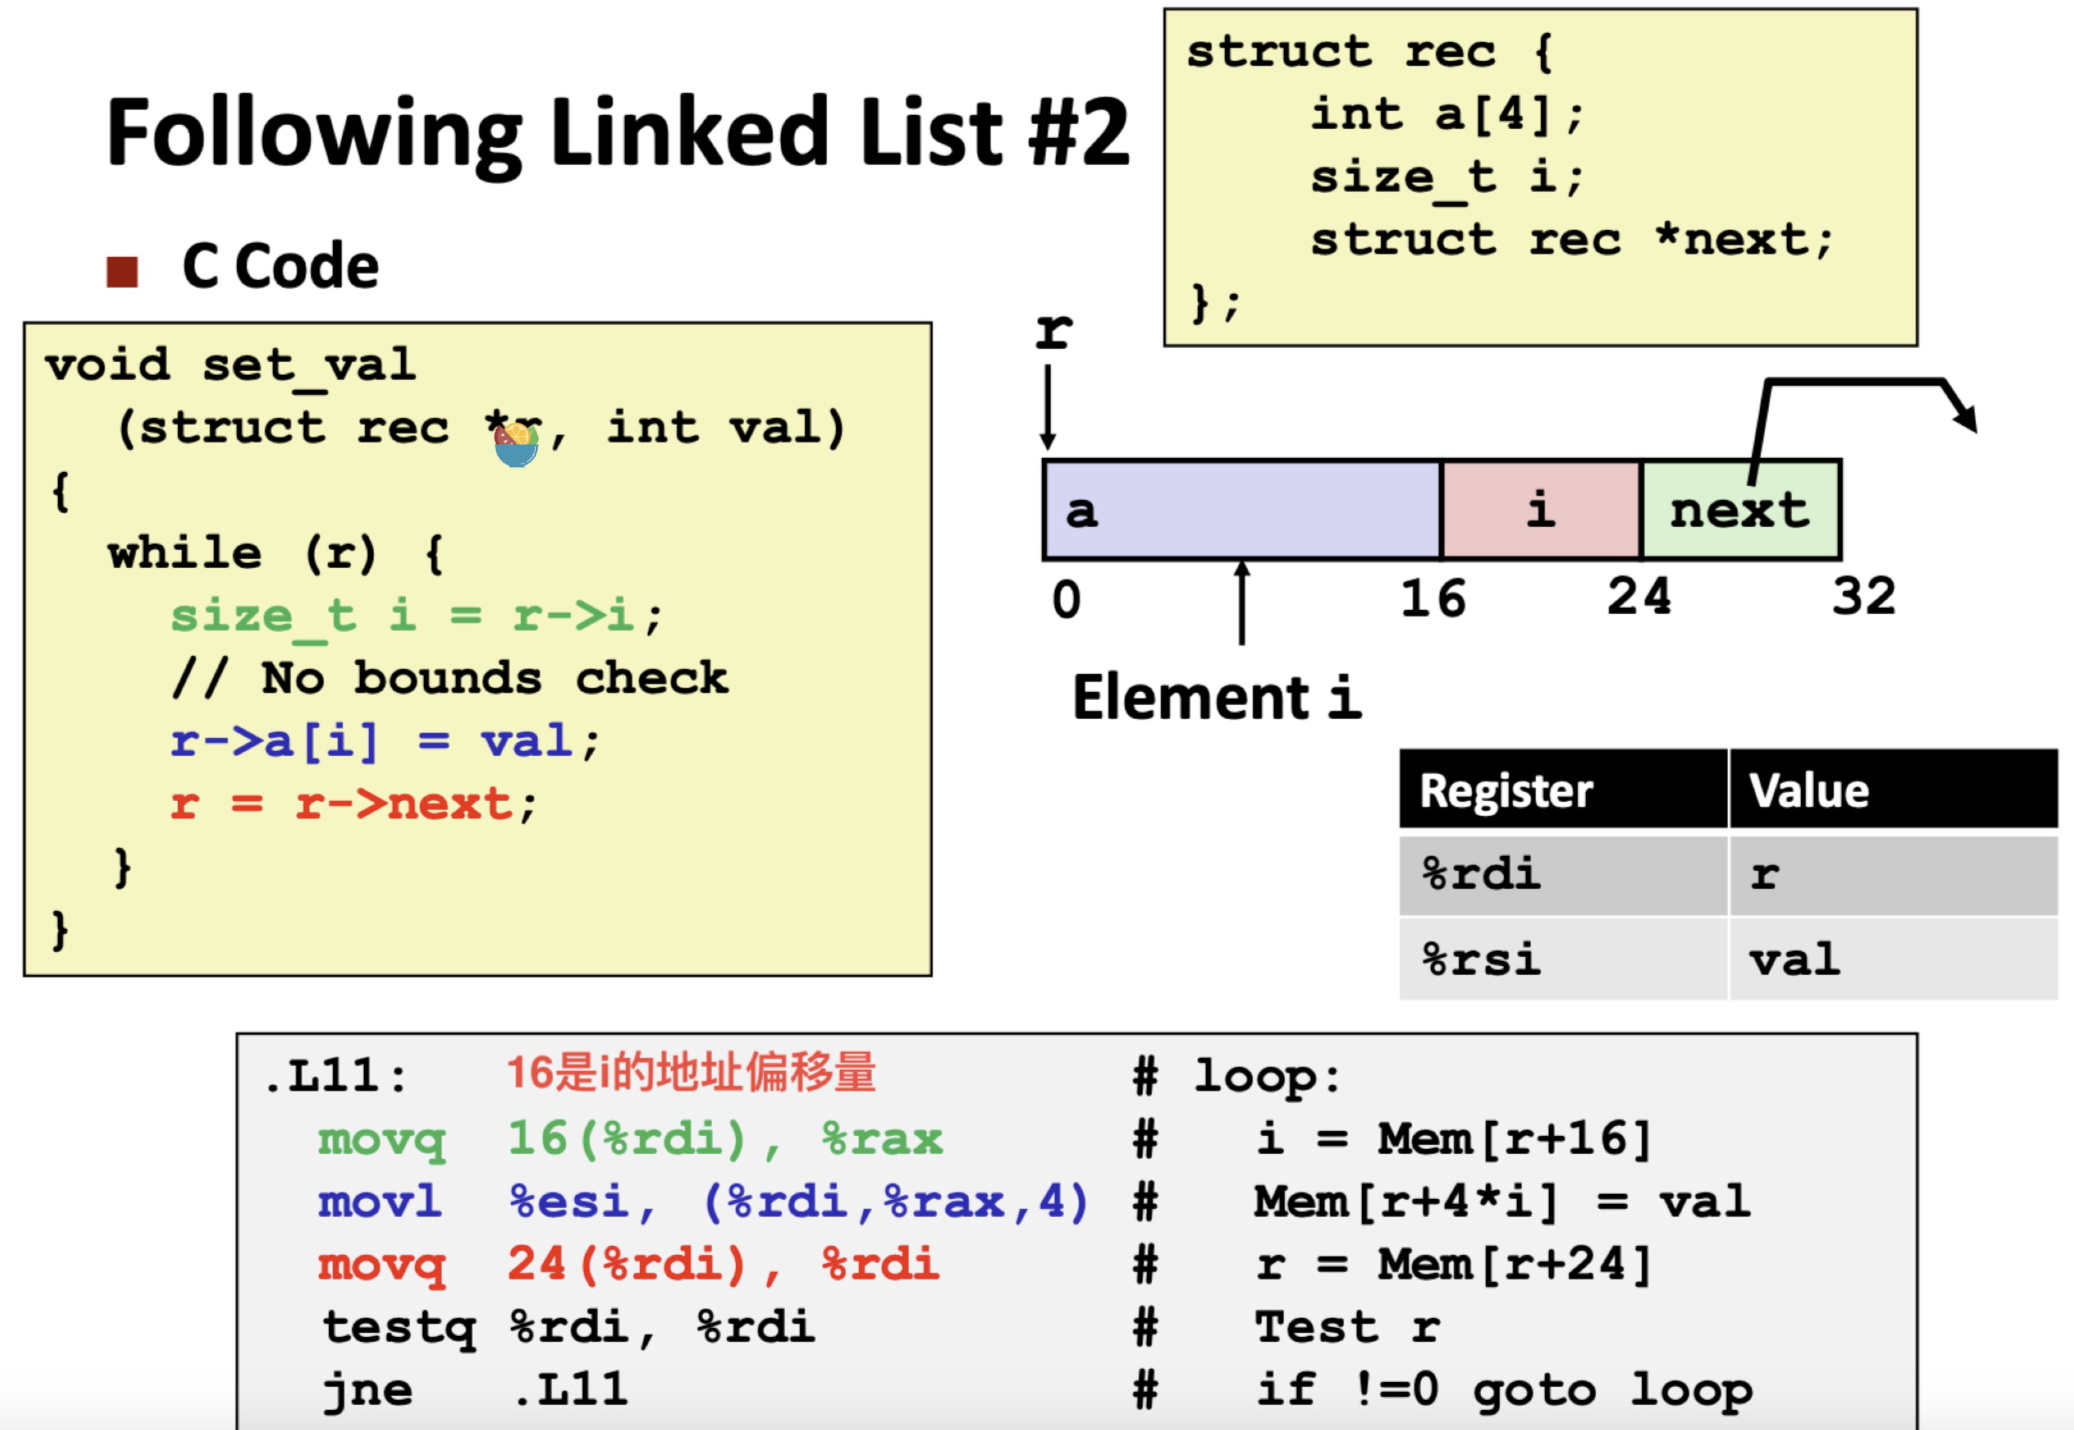 Following Linked List #2
C Code
struct rec {
int a[4];
size_t i;
struct rec *next;
};
void set_val
(struct rec *r, int val)
{
while (r) {
size_t i = r->i;
// No bounds check
r->a[i] = val;
r = r->next;
}
}
r
a i next
0 16 24 32
Element i
Register Value
%rdi r
%rsi val
.L11: 16是i的地址偏移量 # loop:
movq 16(%rdi), %rax # i = Mem[r+16]
movl %esi, (%rdi,%rax,4) # Mem[r+4*i] = val
movq 24(%rdi), %rdi # r = Mem[r+24]
testq %rdi, %rdi # Test r
jne .L11 # if !=0 goto loop